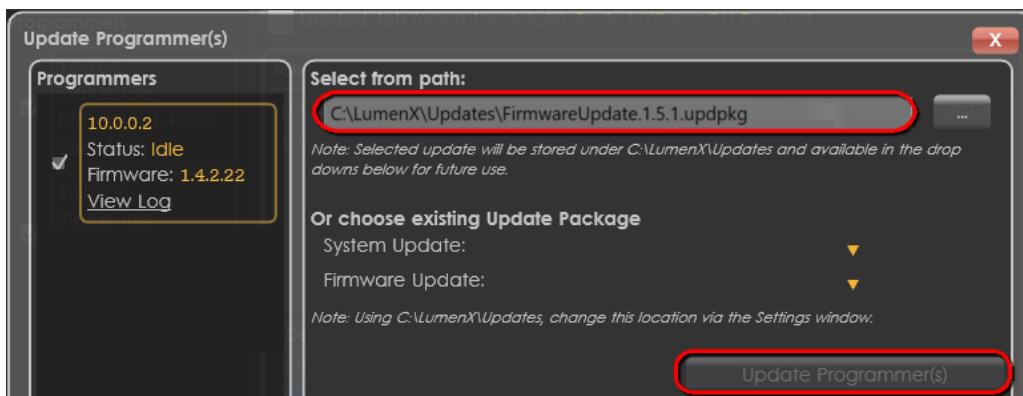 Update Programmer(s)
X
Programmers
10.0.0.2
Status: Idle
Firmware: 1.4.2.22
View Log
Select from path:
C:\LumenX\Updates\FirmwareUpdate.1.5.1.updpkg
...
Note: Selected update will be stored under C:\LumenX\Updates and available in the drop
downs below for future use.
Or choose existing Update Package
System Update:
Firmware Update:
Note: Using C:\LumenX\Updates, change this location via the Settings window.
Update Programmer(s)